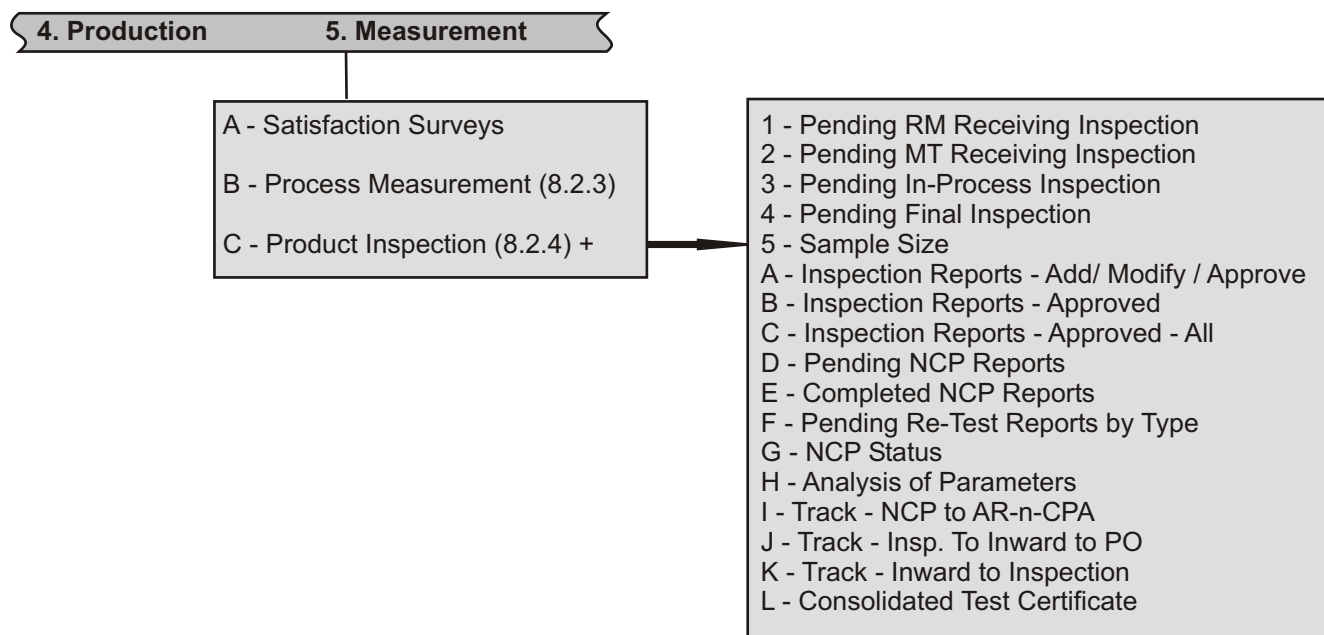 4. Production 5. Measurement
A - Satisfaction Surveys
B - Process Measurement (8.2.3)
C - Product Inspection (8.2.4) +
1 - Pending RM Receiving Inspection
2 - Pending MT Receiving Inspection
3 - Pending In-Process Inspection
4 - Pending Final Inspection
5 - Sample Size
A - Inspection Reports - Add/ Modify / Approve
B - Inspection Reports - Approved
C - Inspection Reports - Approved - All
D - Pending NCP Reports
E - Completed NCP Reports
F - Pending Re-Test Reports by Type
G - NCP Status
H - Analysis of Parameters
I - Track - NCP to AR-n-CPA
J - Track - Insp. To Inward to PO
K - Track - Inward to Inspection
L - Consolidated Test Certificate